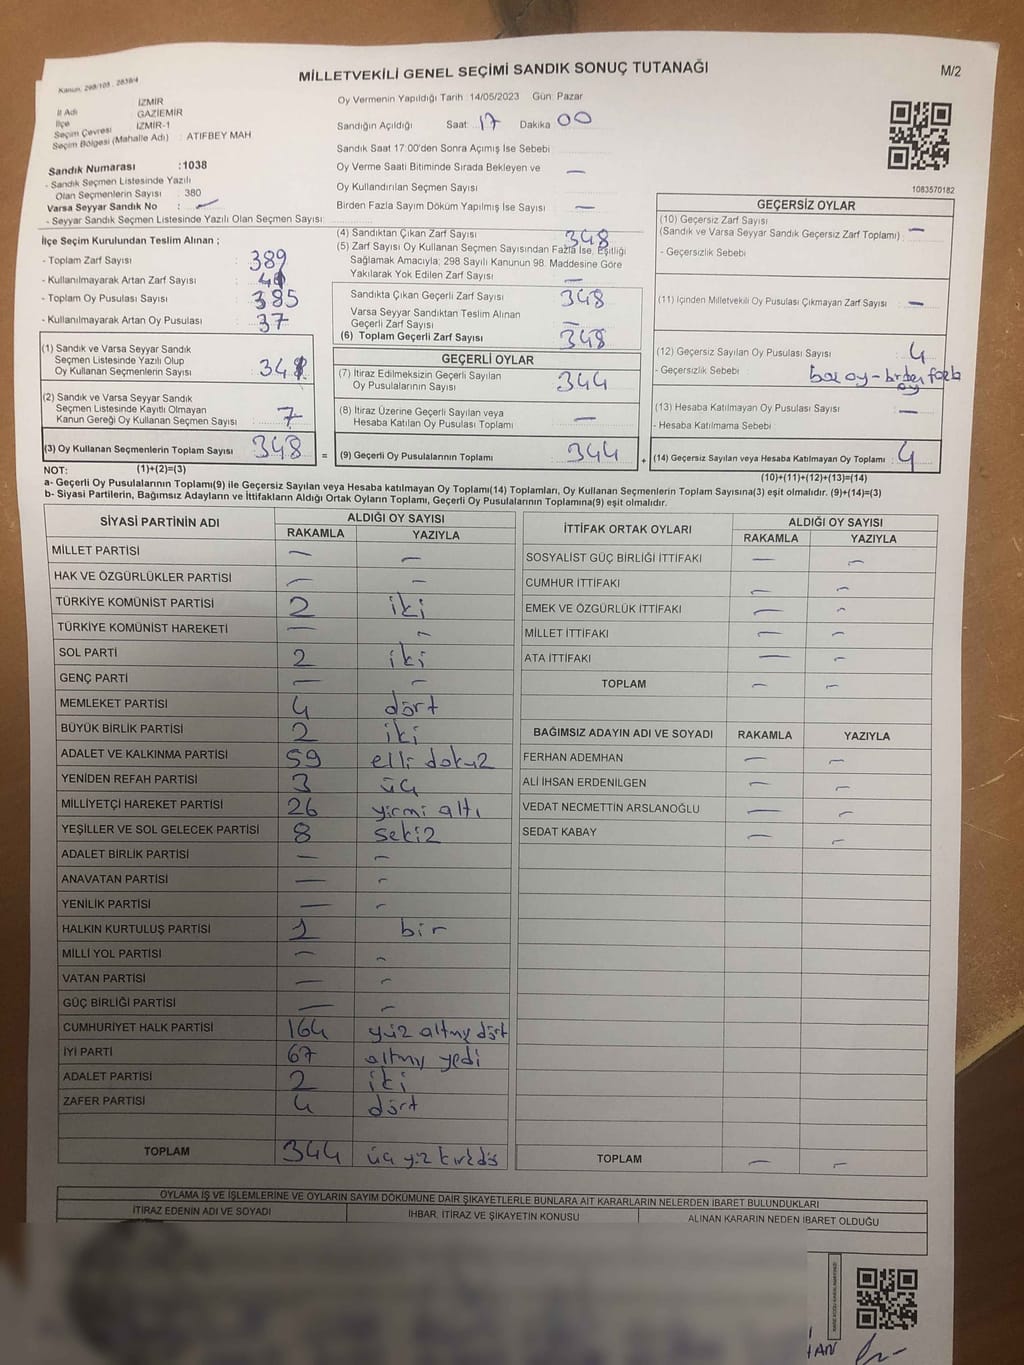 Kanun, 298/105, 2839/4
MİLLETVEKİLİ GENEL SEÇİMİ SANDIK SONUÇ TUTANAĞI
M/2
İl Adı : İZMİR
İlçe : GAZİEMİR
Seçim Çevresi : İZMİR-1
Seçim Bölgesi (Mahalle Adı) : ATIFBEY MAH
Sandık Numarası :1038
- Sandık Seçmen Listesinde Yazılı
Olan Seçmenlerin Sayısı : 380
Varsa Seyyar Sandık No : -
- Seyyar Sandık Seçmen Listesinde Yazılı Olan Seçmen Sayısı:
Oy Vermenin Yapıldığı Tarih :14/05/2023 Gün: Pazar
Sandığın Açıldığı Saat 17 Dakika 00
Sandık Saat 17:00'den Sonra Açımış İse Sebebi
Oy Verme Saati Bitiminde Sırada Bekleyen ve
Oy Kullandırılan Seçmen Sayısı —
Birden Fazla Sayım Döküm Yapılmış İse Sayısı —
1083570182
İlçe Seçim Kurulundan Teslim Alınan ;
- Toplam Zarf Sayısı : 389
- Kullanılmayarak Artan Zarf Sayısı :
- Toplam Oy Pusulası Sayısı : 385
- Kullanılmayarak Artan Oy Pusulası : 37
(1) Sandık ve Varsa Seyyar Sandık
Seçmen Listesinde Yazılı Olup
Oy Kullanan Seçmenlerin Sayısı :
(2) Sandık ve Varsa Seyyar Sandık
Seçmen Listesinde Kayıtlı Olmayan
Kanun Gereği Oy Kullanan Seçmen Sayısı : 7
(3) Oy Kullanan Seçmenlerin Toplam Sayısı 348 =
(4) Sandıktan Çıkan Zarf Sayısı 348
(5) Zarf Sayısı Oy Kullanan Seçmen Sayısından Fazla İse, Eşitliği
Sağlamak Amacıyla; 298 Sayılı Kanunun 98. Maddesine Göre
Yakılarak Yok Edilen Zarf Sayısı —
Sandıkta Çıkan Geçerli Zarf Sayısı 348
Varsa Seyyar Sandıktan Teslim Alınan
Geçerli Zarf Sayısı —
(6) Toplam Geçerli Zarf Sayısı 348
GEÇERLİ OYLAR
(7) İtiraz Edilmeksizin Geçerli Sayılan
Oy Pusulalarının Sayısı 344
(8) İtiraz Üzerine Geçerli Sayılan veya
Hesaba Katılan Oy Pusulası Toplamı —
(9) Geçerli Oy Pusulalarının Toplamı 344 +
GEÇERSİZ OYLAR
(10) Geçersiz Zarf Sayısı
(Sandık ve Varsa Seyyar Sandık Geçersiz Zarf Toplamı) : —
- Geçersizlik Sebebi
(11) İçinden Milletvekili Oy Pusulası Çıkmayan Zarf Sayısı : —
(12) Geçersiz Sayılan Oy Pusulası Sayısı : 4
- Geçersizlik Sebebi : boş oy - birden fazla
oy
(13) Hesaba Katılmayan Oy Pusulası Sayısı : —
- Hesaba Katılmama Sebebi
(14) Geçersiz Sayılan veya Hesaba Katılmayan Oy Toplamı : 4
NOT: (1)+(2)=(3)
(10)+(11)+(12)+(13)=(14)
a- Geçerli Oy Pusulalarının Toplamı(9) ile Geçersiz Sayılan veya Hesaba katılmayan Oy Toplamı(14) Toplamları, Oy Kullanan Seçmenlerin Toplam Sayısına(3) eşit olmalıdır. (9)+(14)=(3)
b- Siyasi Partilerin, Bağımsız Adayların ve İttifakların Aldığı Ortak Oyların Toplamı, Geçerli Oy Pusulalarının Toplamına(9) eşit olmalıdır.
SİYASİ PARTİNİN ADI ALDIĞI OY SAYISI
RAKAMLA YAZIYLA
MİLLET PARTİSİ — —
HAK VE ÖZGÜRLÜKLER PARTİSİ — —
TÜRKİYE KOMÜNİST PARTİSİ 2 iki
TÜRKİYE KOMÜNİST HAREKETİ — —
SOL PARTİ 2 iki
GENÇ PARTİ — —
MEMLEKET PARTİSİ 4 dört
BÜYÜK BİRLİK PARTİSİ 2 iki
ADALET VE KALKINMA PARTİSİ 59 elli dokuz
YENİDEN REFAH PARTİSİ 3 üç
MİLLİYETÇİ HAREKET PARTİSİ 26 yirmi altı
YEŞİLLER VE SOL GELECEK PARTİSİ 8 sekiz
ADALET BİRLİK PARTİSİ — —
ANAVATAN PARTİSİ — —
YENİLİK PARTİSİ — —
HALKIN KURTULUŞ PARTİSİ 1 bir
MİLLİ YOL PARTİSİ — —
VATAN PARTİSİ — —
GÜÇ BİRLİĞİ PARTİSİ — —
CUMHURİYET HALK PARTİSİ 164 yüz altmış dört
İYİ PARTİ 67 altmış yedi
ADALET PARTİSİ 2 iki
ZAFER PARTİSİ 4 dört
TOPLAM 344 üç yüz
İTTİFAK ORTAK OYLARI ALDIĞI OY SAYISI
RAKAMLA YAZIYLA
SOSYALİST GÜÇ BİRLİĞİ İTTİFAKI — —
CUMHUR İTTİFAKI — —
EMEK VE ÖZGÜRLÜK İTTİFAKI — —
MİLLET İTTİFAKI — —
ATA İTTİFAKI — —
TOPLAM — —
BAĞIMSIZ ADAYIN ADI VE SOYADI RAKAMLA YAZIYLA
FERHAN ADEMHAN — —
ALİ İHSAN ERDENİLGEN — —
VEDAT NECMETTİN ARSLANOĞLU — —
SEDAT KABAY — —
TOPLAM — —
OYLAMA İŞ VE İŞLEMLERİNE VE OYLARIN SAYIM DÖKÜMÜNE DAİR ŞİKAYETLERLE BUNLARA AİT KARARLARIN NELERDEN İBARET BULUNDUKLARI
İTİRAZ EDENİN ADI VE SOYADI İHBAR, İTİRAZ VE ŞİKAYETİN KONUSU ALINAN KARARIN NEDEN İBARET OLDUĞU